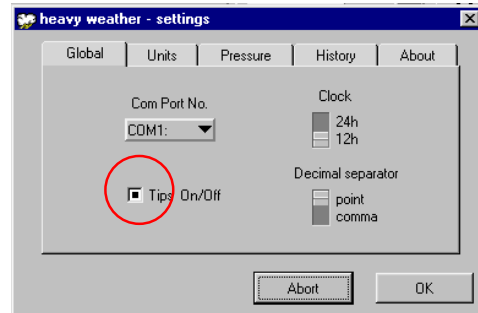 heavy weather - settings
Global Units Pressure History About
Com Port No.
COM1:
Tips On/Off
Clock
24h
12h
Decimal separator
point
comma
Abort OK